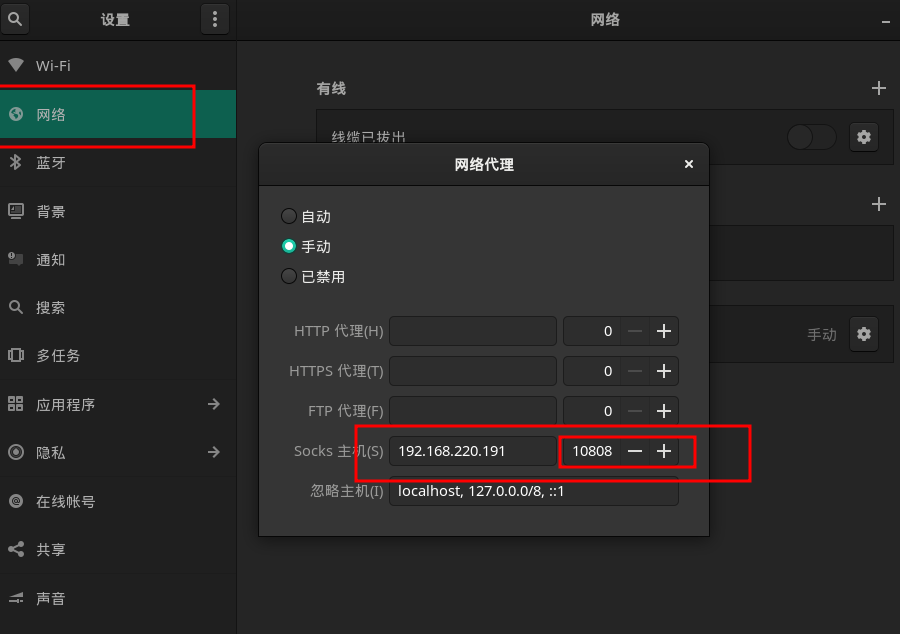 设置
网络
Wi-Fi
网络
蓝牙
背景
通知
搜索
多任务
应用程序
隐私
在线帐号
共享
声音
有线
线缆已拔出
手动
网络代理
自动
手动
已禁用
HTTP 代理(H) 0
HTTPS 代理(T) 0
FTP 代理(F) 0
Socks 主机(S) 192.168.220.191 10808
忽略主机(I) localhost, 127.0.0.0/8, ::1